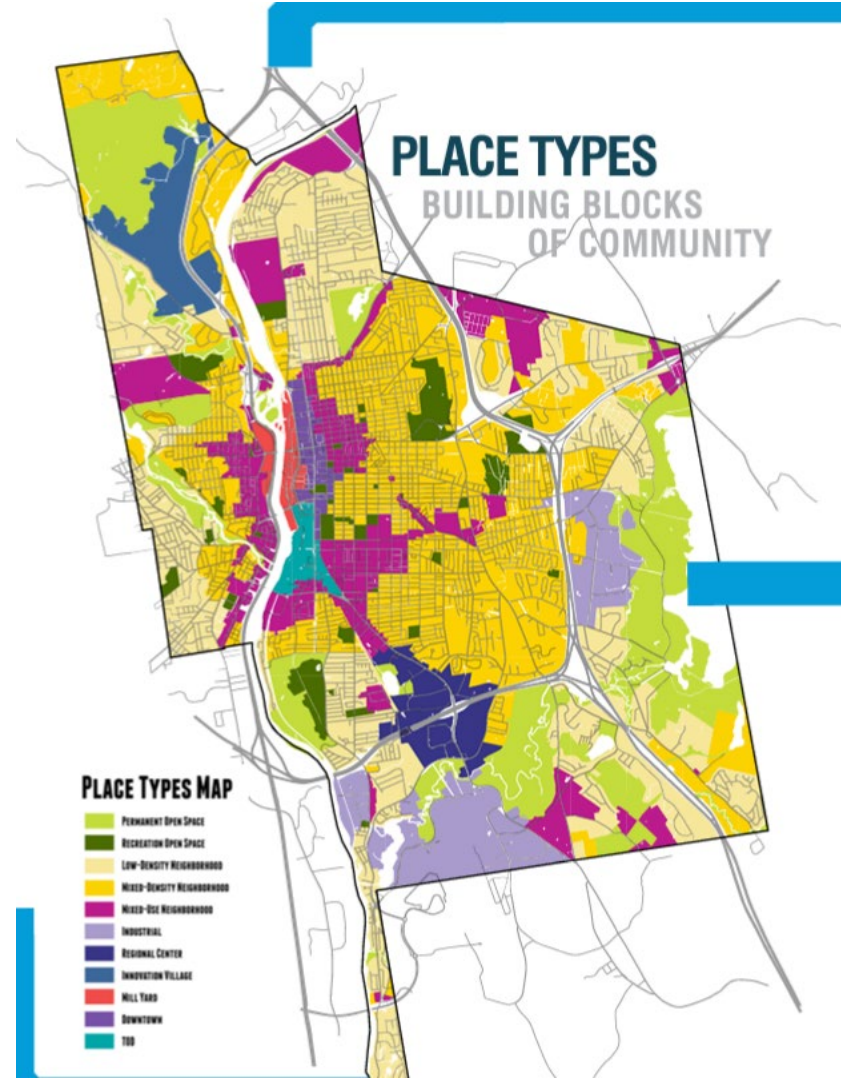 PLACE TYPES
BUILDING BLOCKS
OF COMMUNITY
PLACE TYPES MAP
PERMANENT OPEN SPACE
RECREATION OPEN SPACE
LOW-DENSITY NEIGHBORHOOD
MIXED-DENSITY NEIGHBORHOOD
MIXED-USE NEIGHBORHOOD
INDUSTRIAL
REGIONAL CENTER
INNOVATION VILLAGE
MILL YARD
DOWNTOWN
TOD